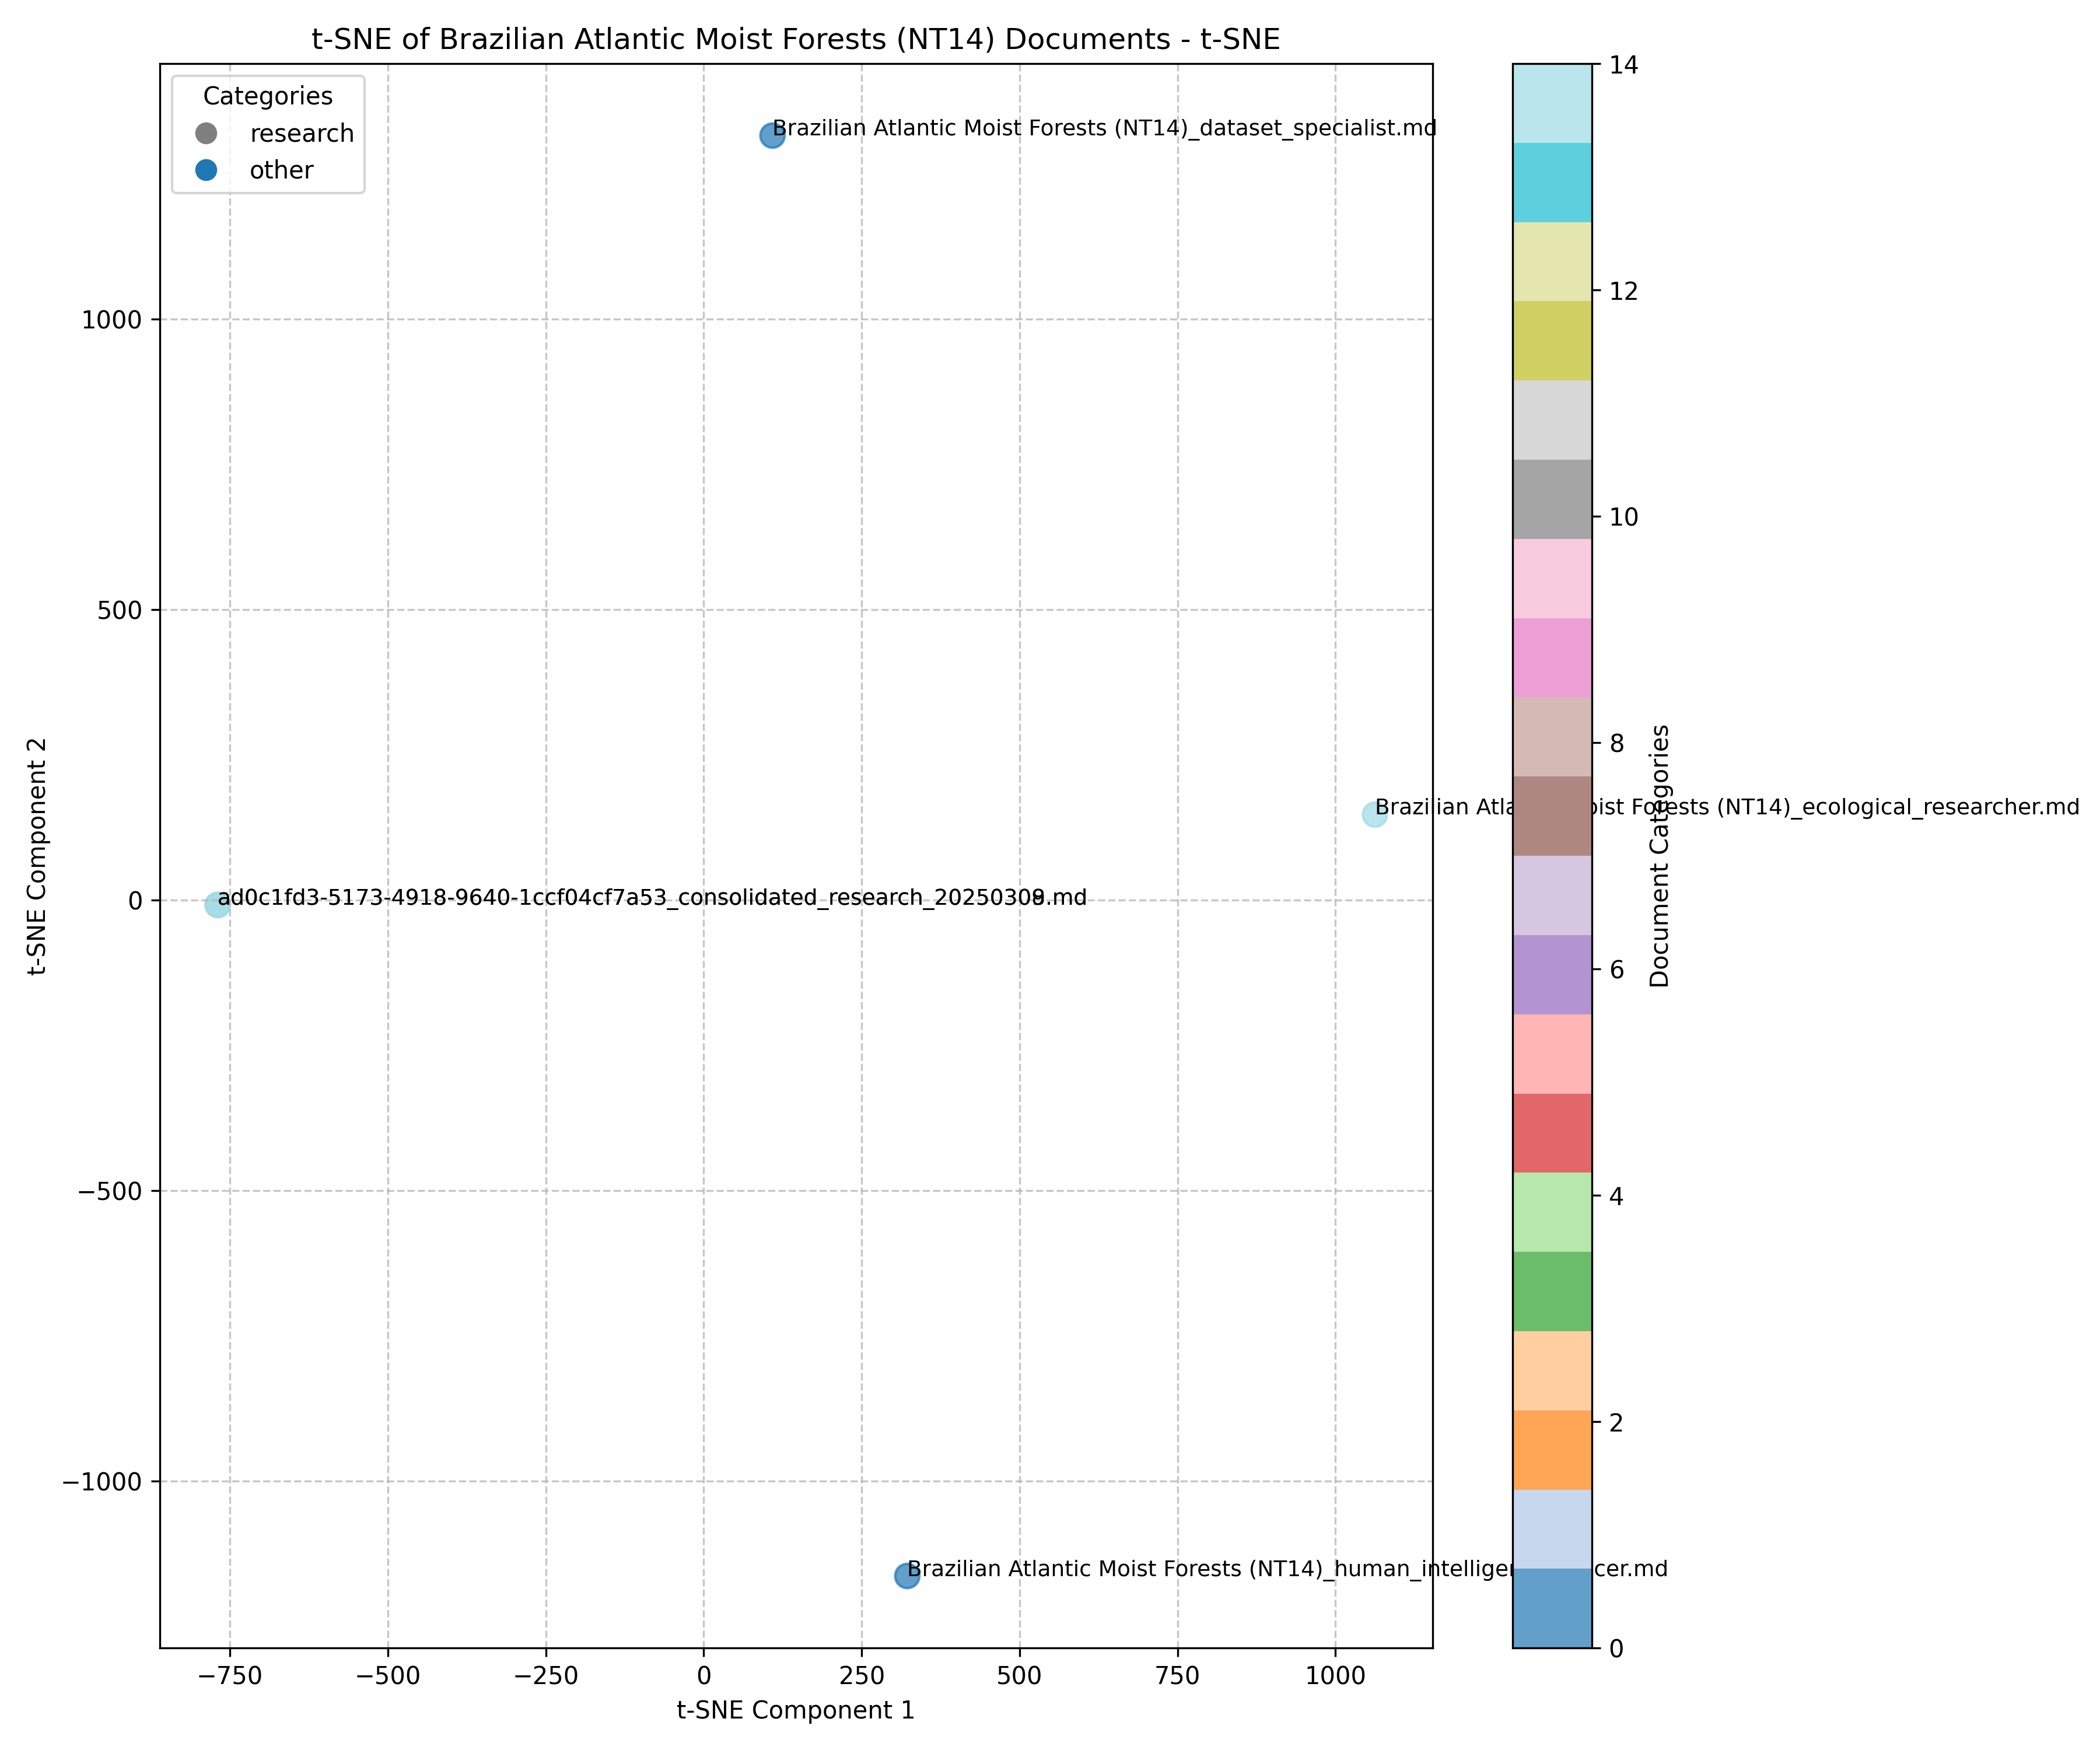 t-SNE of Brazilian Atlantic Moist Forests (NT14) Documents - t-SNE
Categories
research
other
Brazilian Atlantic Moist Forests (NT14)_dataset_specialist.md
Brazilian Atlantic Moist Forests (NT14)_ecological_researcher.md
ad0c1fd3-5173-4918-9640-1ccf04cf7a53_consolidated_research_20250309.md
Brazilian Atlantic Moist Forests (NT14)_human_intelligen cer.md
1000
500
0
−500
−1000
t-SNE Component 2
−750
−500
−250
0
250
500
750
1000
t-SNE Component 1
14
12
10
8
6
4
2
0
Document Categories